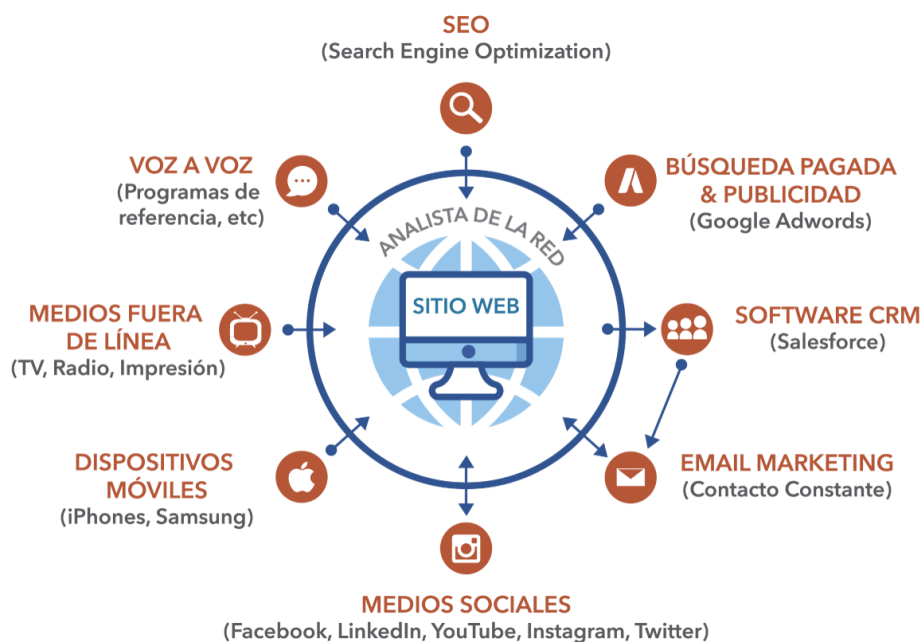 SEO
(Search Engine Optimization)
VOZ A VOZ
(Programas de
referencia, etc)
BÚSQUEDA PAGADA
& PUBLICIDAD
(Google Adwords)
ANALISTA DE LA RED
SITIO WEB
MEDIOS FUERA
DE LÍNEA
(TV, Radio, Impresión)
SOFTWARE CRM
(Salesforce)
DISPOSITIVOS
MÓVILES
(iPhones, Samsung)
EMAIL MARKETING
(Contacto Constante)
MEDIOS SOCIALES
(Facebook, LinkedIn, YouTube, Instagram, Twitter)